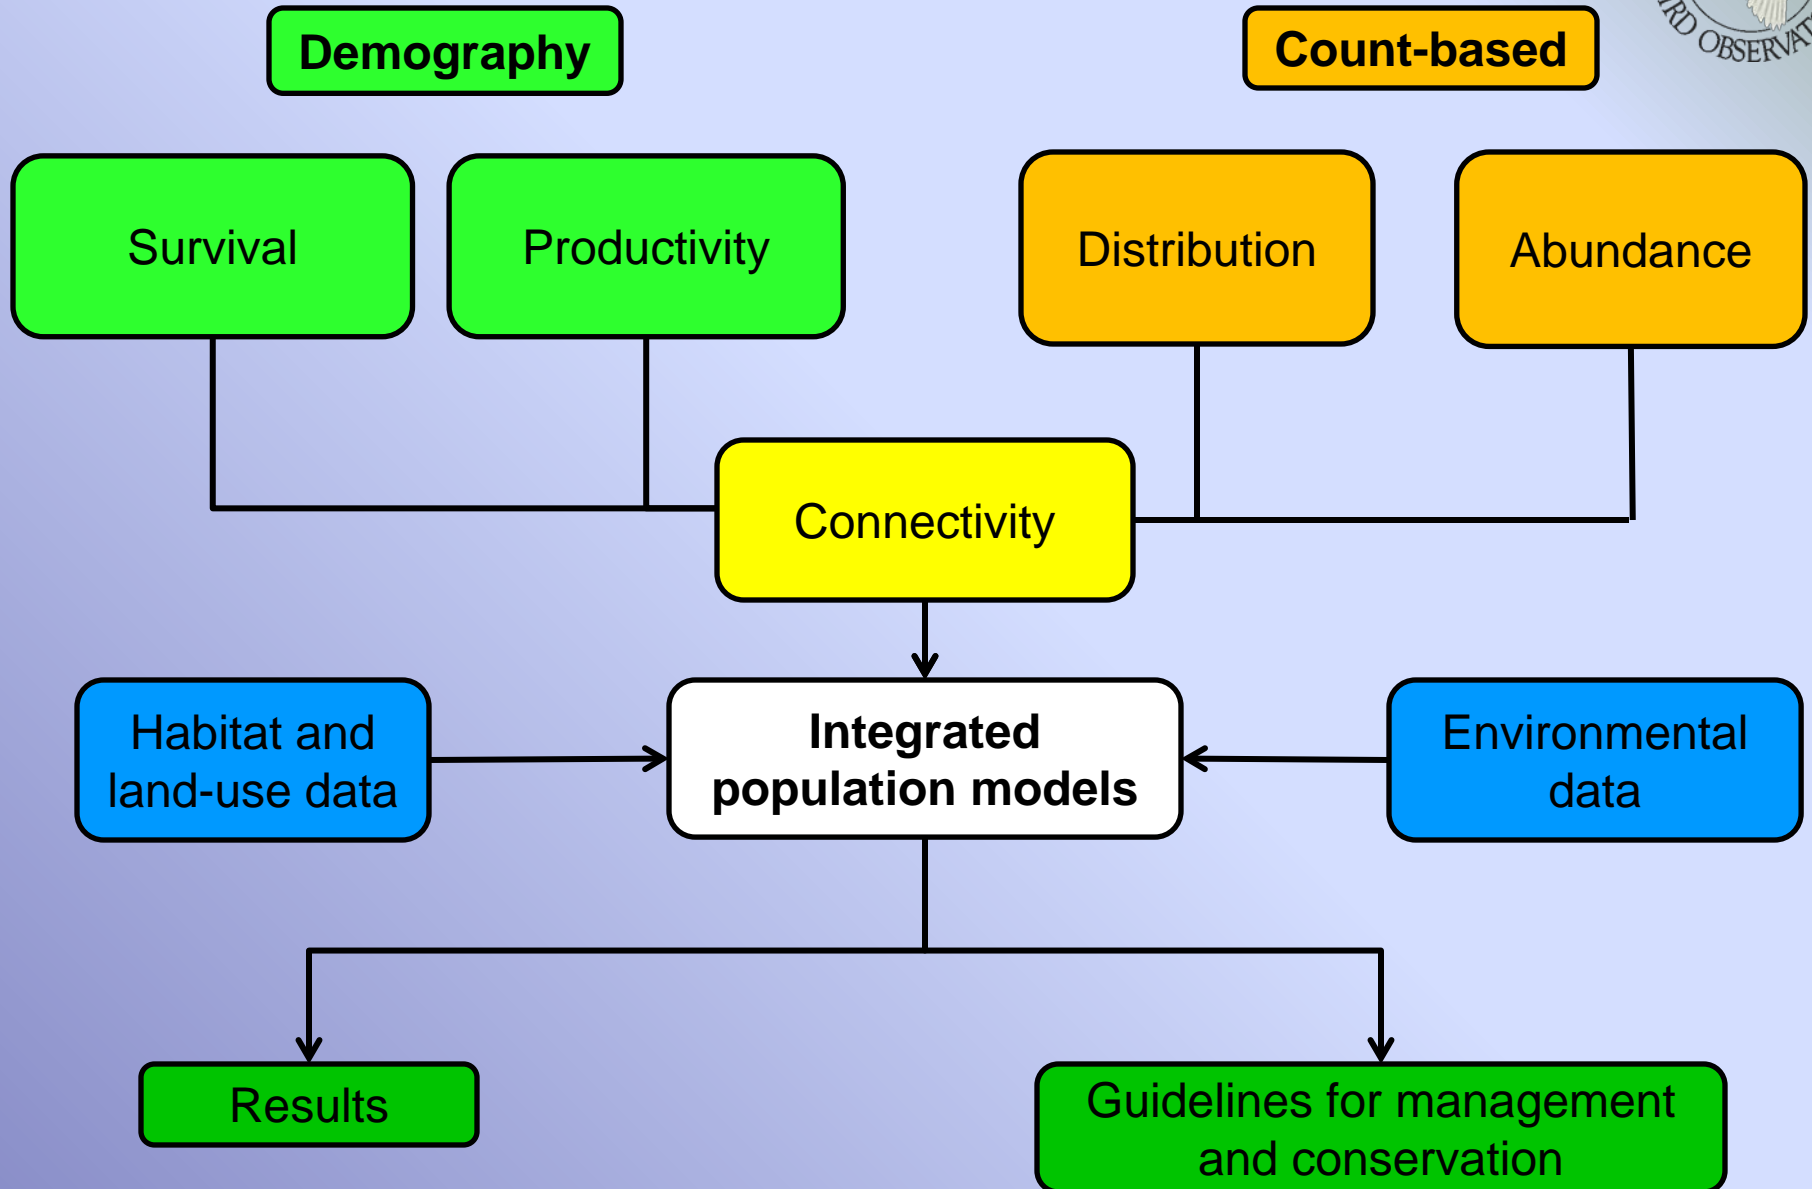 Demography
Count-based
OBSERVAT
Survival
Productivity
Distribution
Abundance
Connectivity
Habitat and
land-use data
Integrated
population models
Environmental
data
Results
Guidelines for management
and conservation